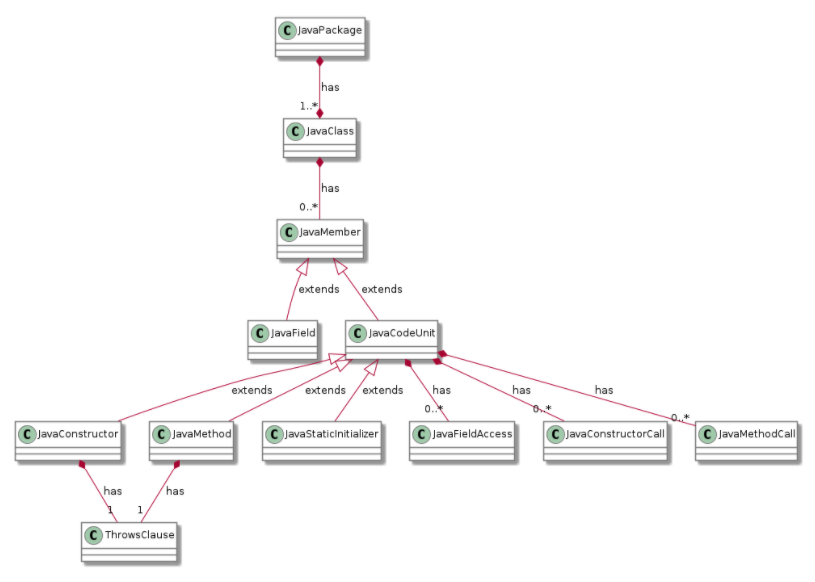 C JavaPackage
has
1..*
C JavaClass
has
0..*
C JavaMember
extends extends
C JavaField C JavaCodeUnit
extends extends extends has has has
0..* 0..* 0..*
C JavaConstructor C JavaMethod C JavaStaticInitializer C JavaFieldAccess C JavaConstructorCall C JavaMethodCall
has has
1 1
C ThrowsClause